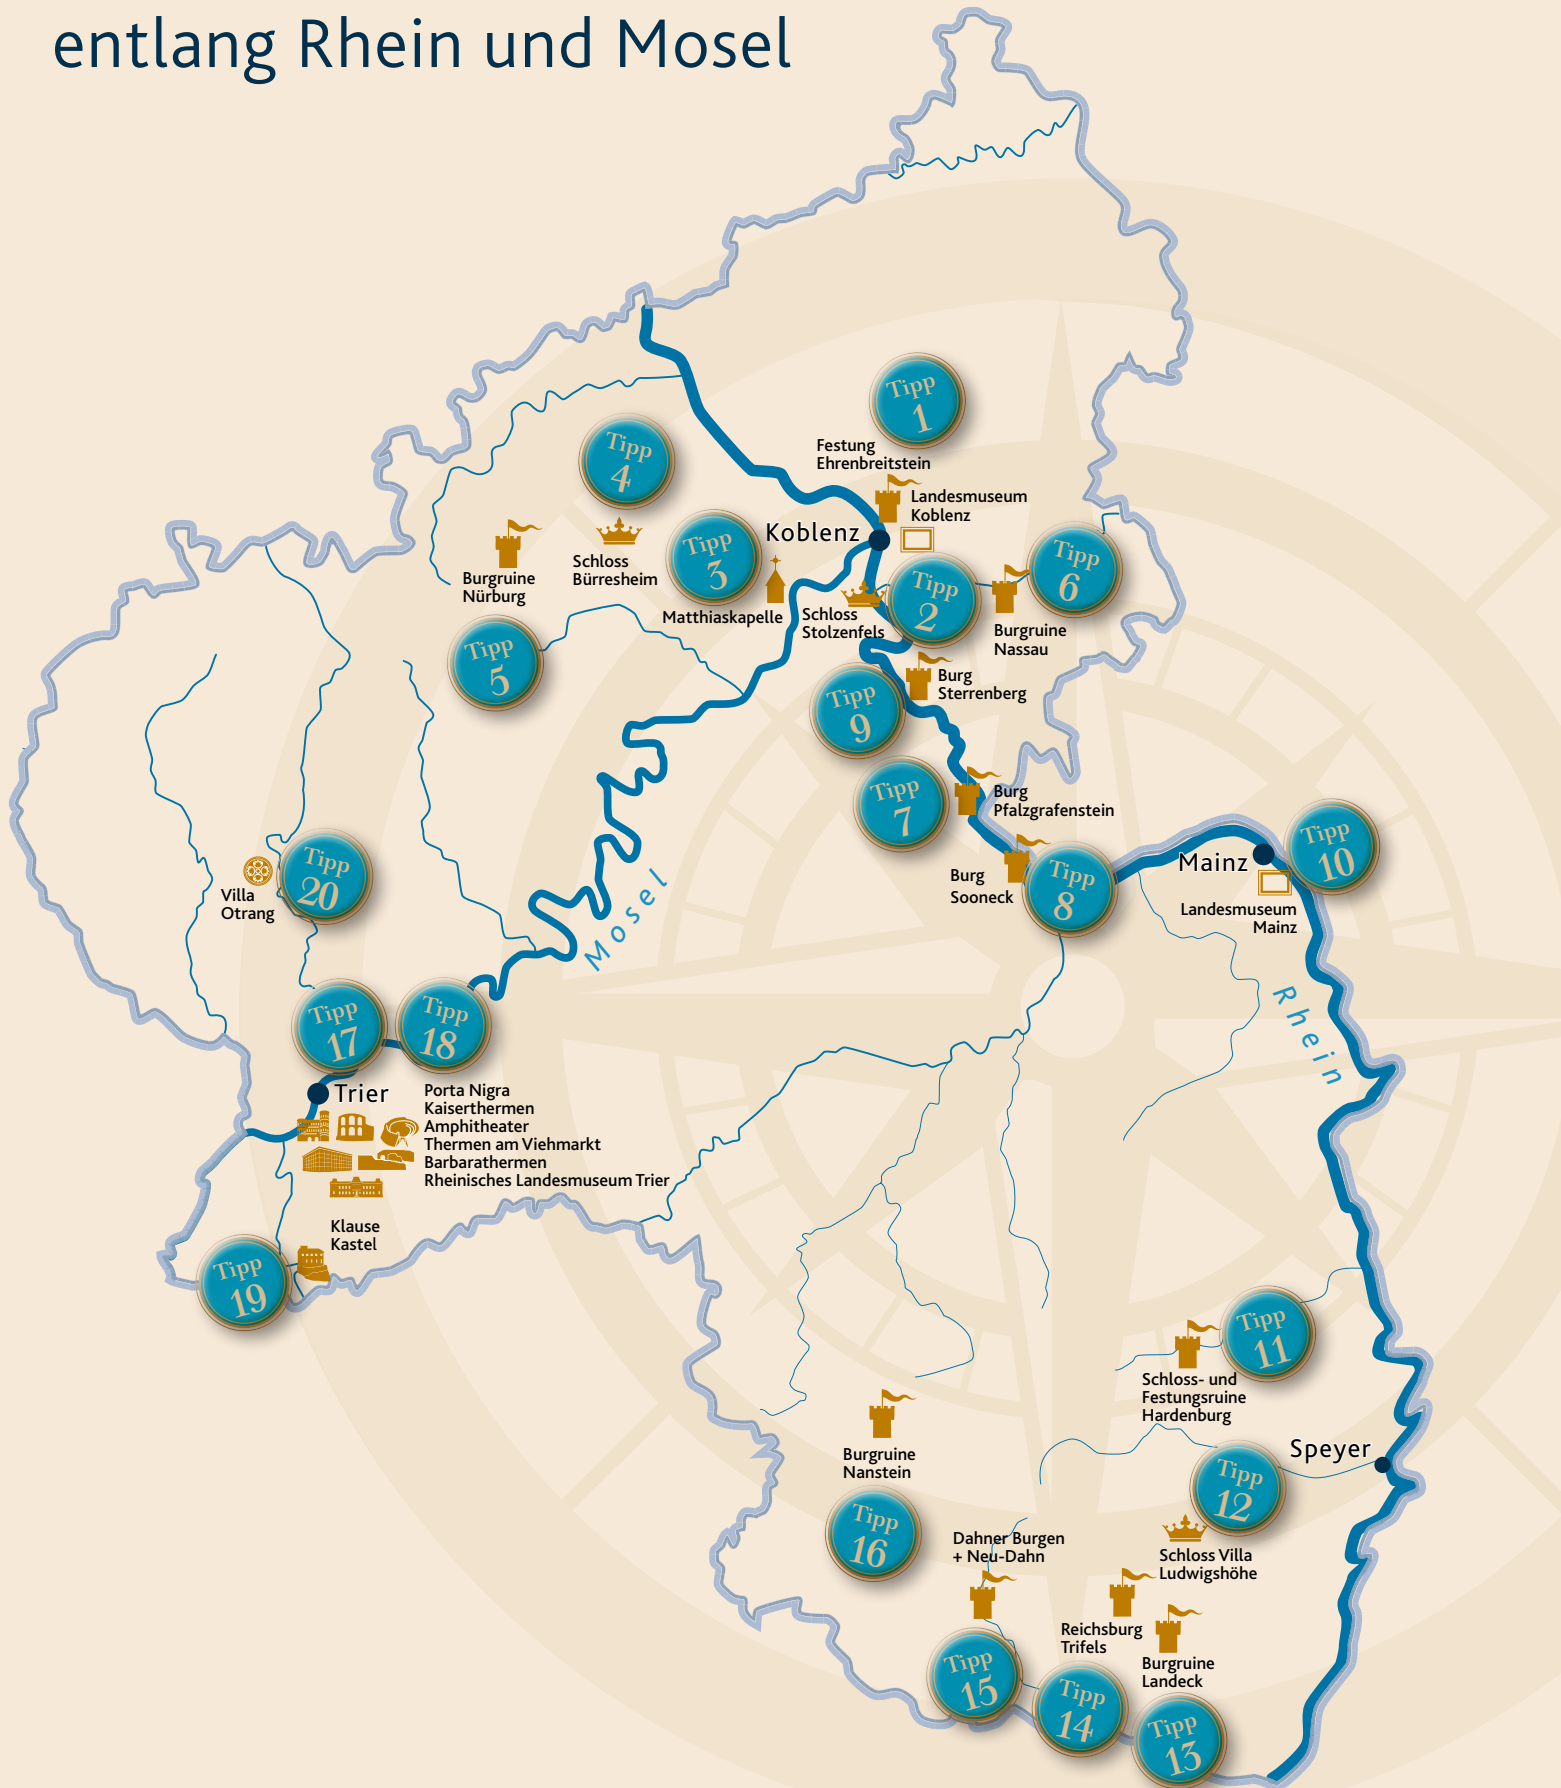 entlang Rhein und Mosel
Tipp
1
Festung
Ehrenbreitstein
Landesmuseum
Koblenz
Koblenz
Tipp
4
Schloss
Bürresheim
Tipp
3
Matthiaskapelle
Burgruine
Nürburg
Tipp
5
Schloss
Stolzenfels
Tipp
2
Tipp
6
Burgruine
Nassau
Burg
Sterrenberg
Tipp
9
Tipp
7
Burg
Pfalzgrafenstein
Burg
Sooneck
Tipp
8
Mainz
Tipp
10
Landesmuseum
Mainz
Mosel
Rhein
Villa
Otrang
Tipp
20
Tipp
17
Tipp
18
Trier
Porta Nigra
Kaiserthermen
Amphitheater
Thermen am Viehmarkt
Barbarathermen
Rheinisches Landesmuseum Trier
Klause
Kastel
Tipp
19
Tipp
11
Schloss- und
Festungsruine
Hardenburg
Speyer
Burgruine
Nanstein
Tipp
16
Tipp
12
Schloss Villa
Ludwigshöhe
Dahner Burgen
+ Neu-Dahn
Reichsburg
Trifels
Burgruine
Landeck
Tipp
15
Tipp
14
Tipp
13